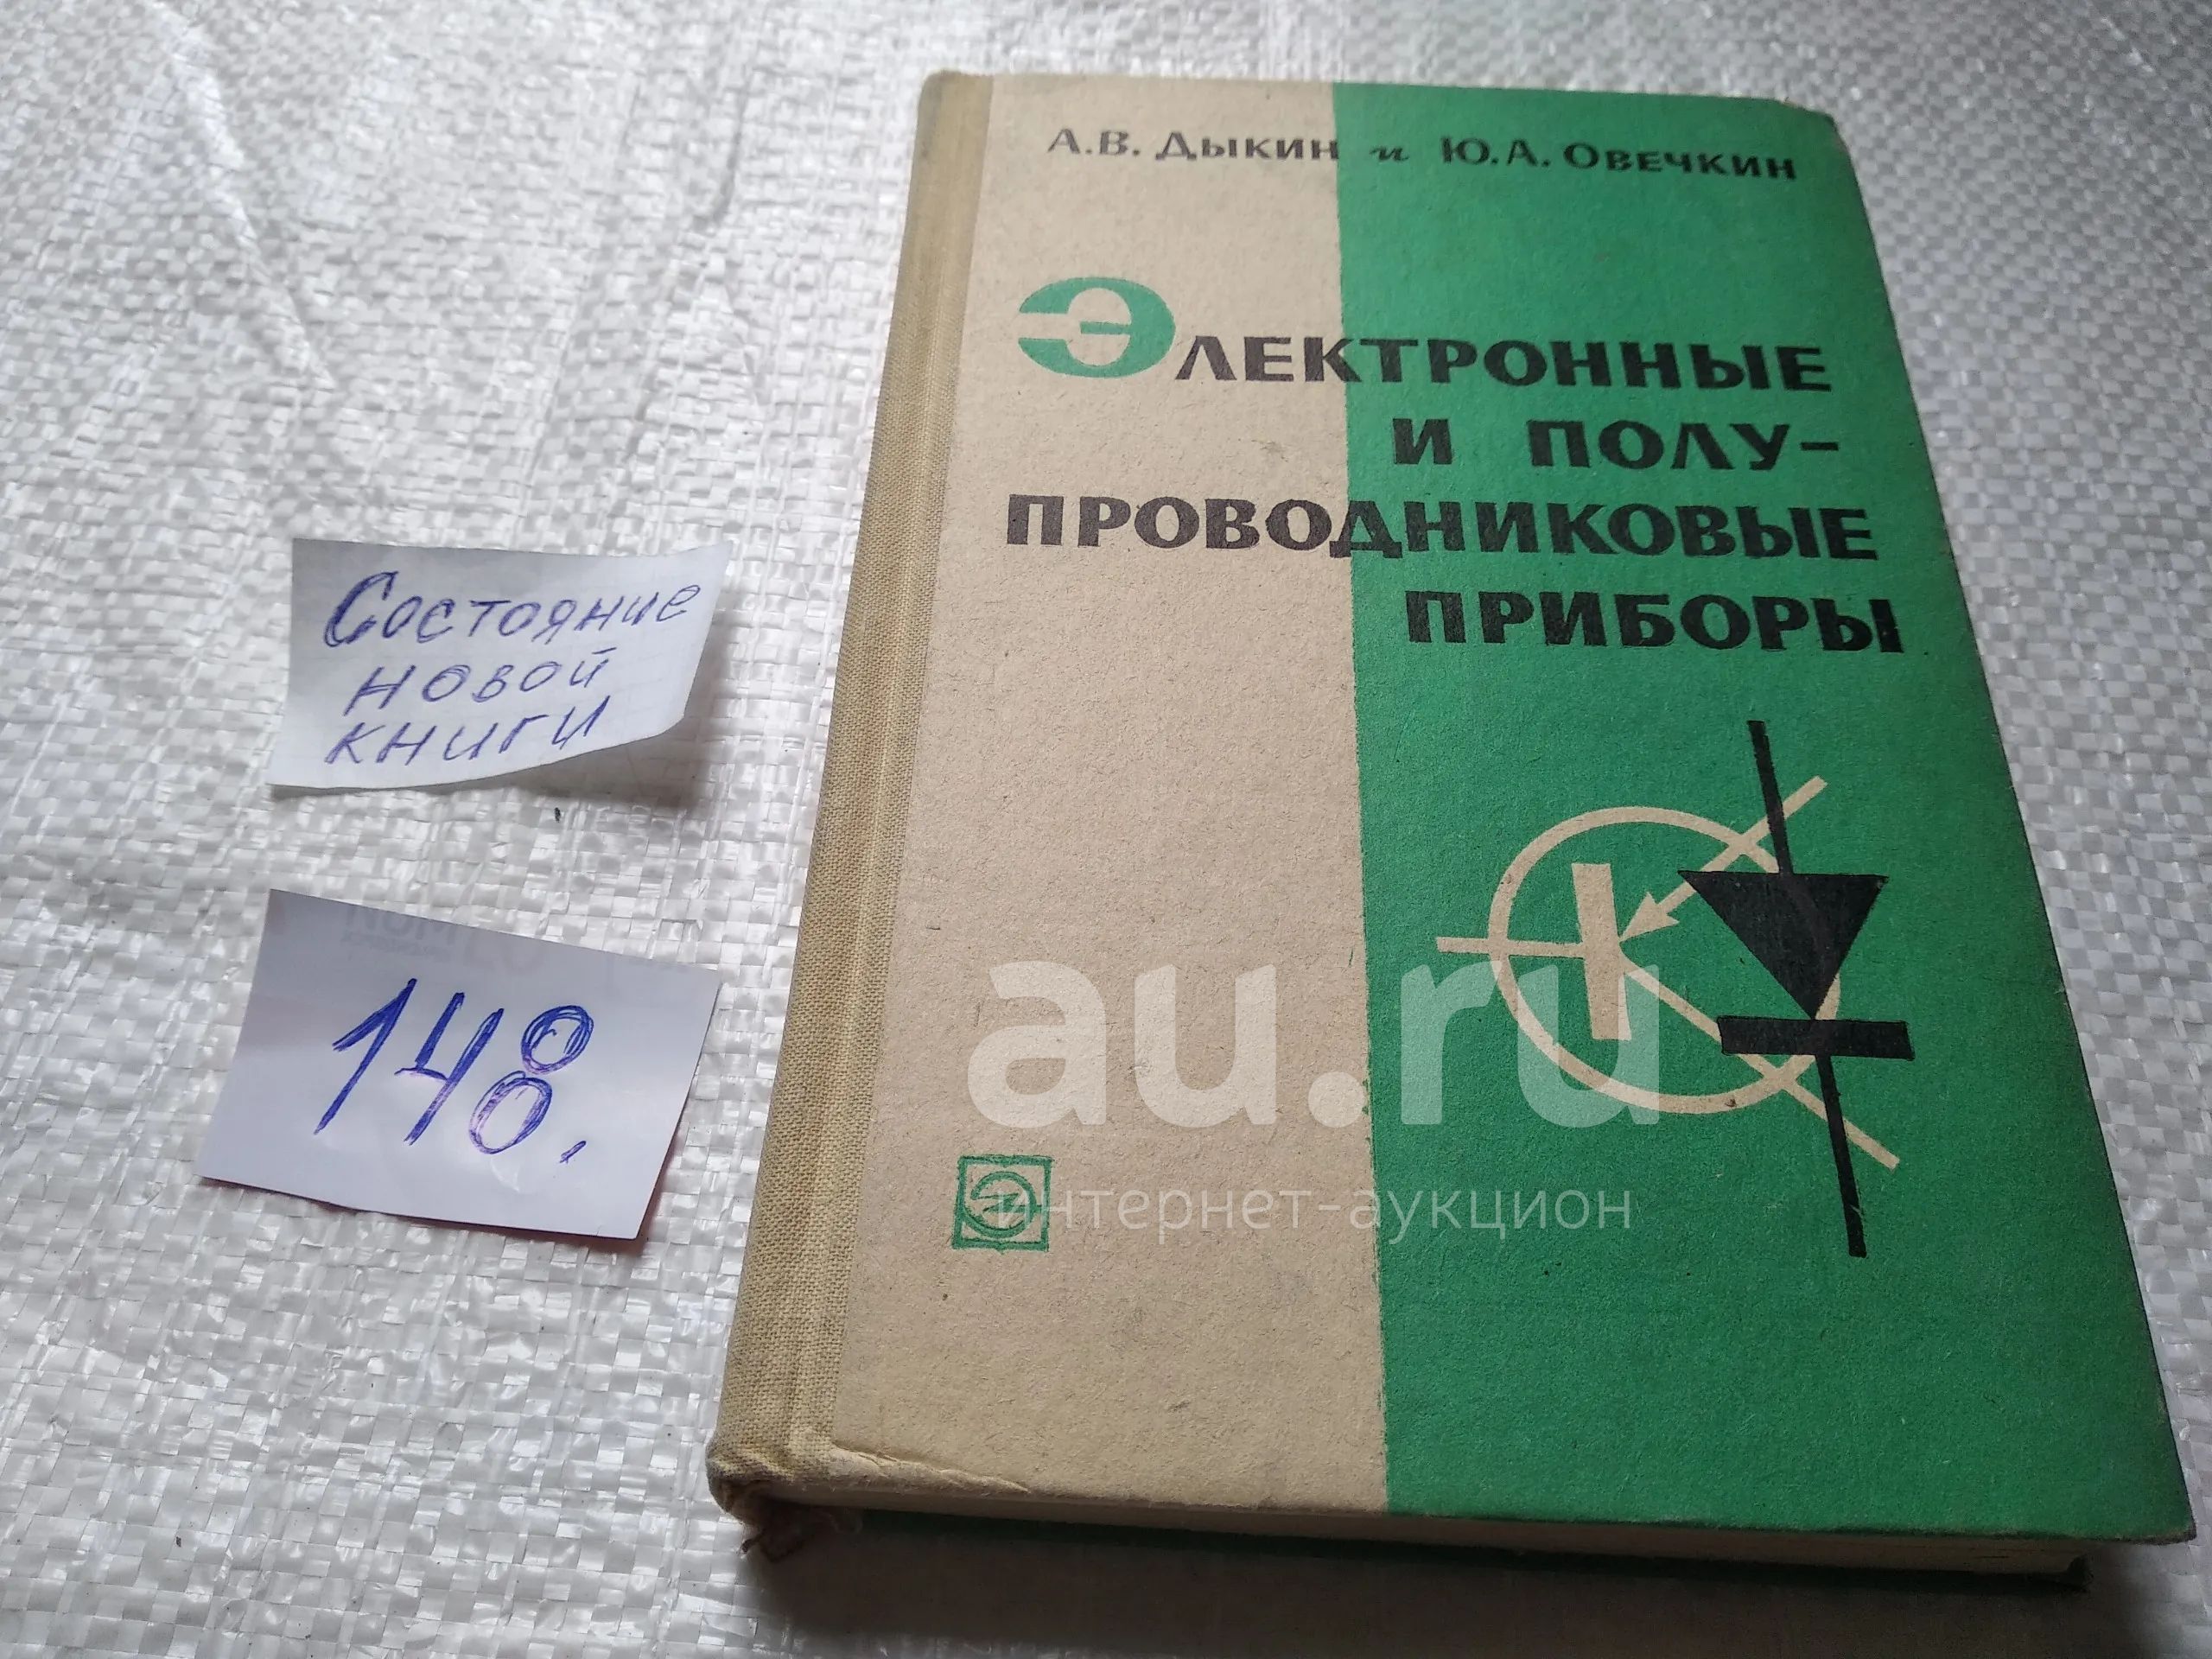 А.В. Дыкин и Ю.А. Овечкин
Электронные
и полу-
проводниковые
приборы
Состояние
новой
книги
148.
au.ru
интернет-аукцион